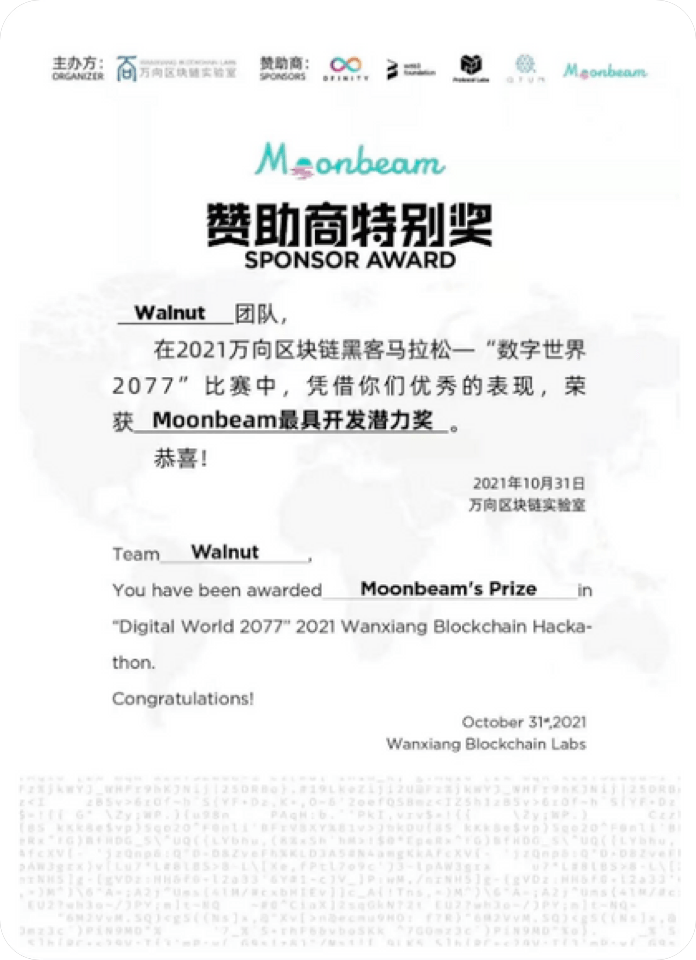 主办方：
ORGANIZER
WANXIANG BLOCKCHAIN LABS
万向区块链实验室
赞助商：
SPONSORS
DFINITY
web3
foundation
Protocol Labs
QTUM
Moonbeam
Moonbeam
赞助商特别奖
SPONSOR AWARD
Walnut 团队，
在2021万向区块链黑客马拉松—“数字世界
2077”比赛中，凭借你们优秀的表现，荣
获 Moonbeam最具开发潜力奖 。
恭喜！
2021年10月31日
万向区块链实验室
Team Walnut ,
You have been awarded Moonbeam's Prize in
“Digital World 2077” 2021 Wanxiang Blockchain Hacka-
thon.
Congratulations!
October 31st,2021
Wanxiang Blockchain Labs